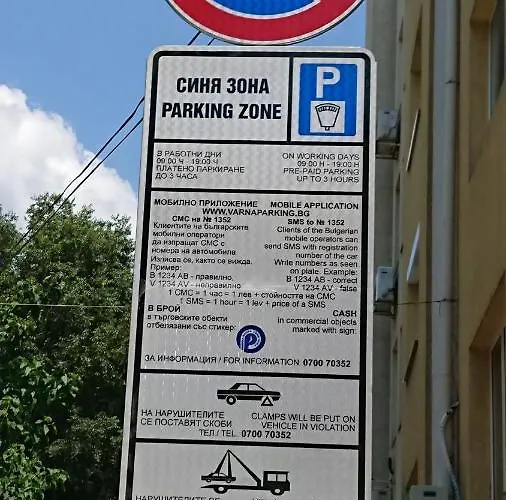 СИНЯ ЗОНА
PARKING ZONE
P
В РАБОТНИ ДНИ
09:00 Ч - 19:00 Ч
ПЛАТЕНО ПАРКИРАНЕ
ДО 3 ЧАСА
ON WORKING DAYS
09:00 H - 19:00 H
PRE-PAID PARKING
UP TO 3 HOURS
МОБИЛНО ПРИЛОЖЕНИЕ MOBILE APPLICATION
WWW.VARNAPARKING.BG
СМС на № 1352
Клиентите на българските
мобилни оператори
да изпращат СМС с
номера на автомобила
Изписва се, както се вижда.
Пример:
B 1234 AB - правилно
V 1234 AV - неправилно
SMS to № 1352
Clients of the Bulgarian
mobile operators can
send SMS with registration
number of the car
Write numbers as seen
on plate. Example:
B 1234 AB - correct
V 1234 AV - false
1 СМС = 1 час = 1 лев + стойността на СМС
1 SMS = 1 hour = 1 lev + price of a SMS
В БРОЙ
в търговските обекти
отбелязани със стикер:
CASH
in commercial objects
marked with sign:
P
ЗА ИНФОРМАЦИЯ / FOR INFORMATION 0700 70352
НА НАРУШИТЕЛИТЕ
СЕ ПОСТАВЯТ СКОБИ
CLAMPS WILL BE PUT ON
VEHICLE IN VIOLATION
ТЕЛ / TEL 0700 70352
НАРУШИТЕЛИТЕ